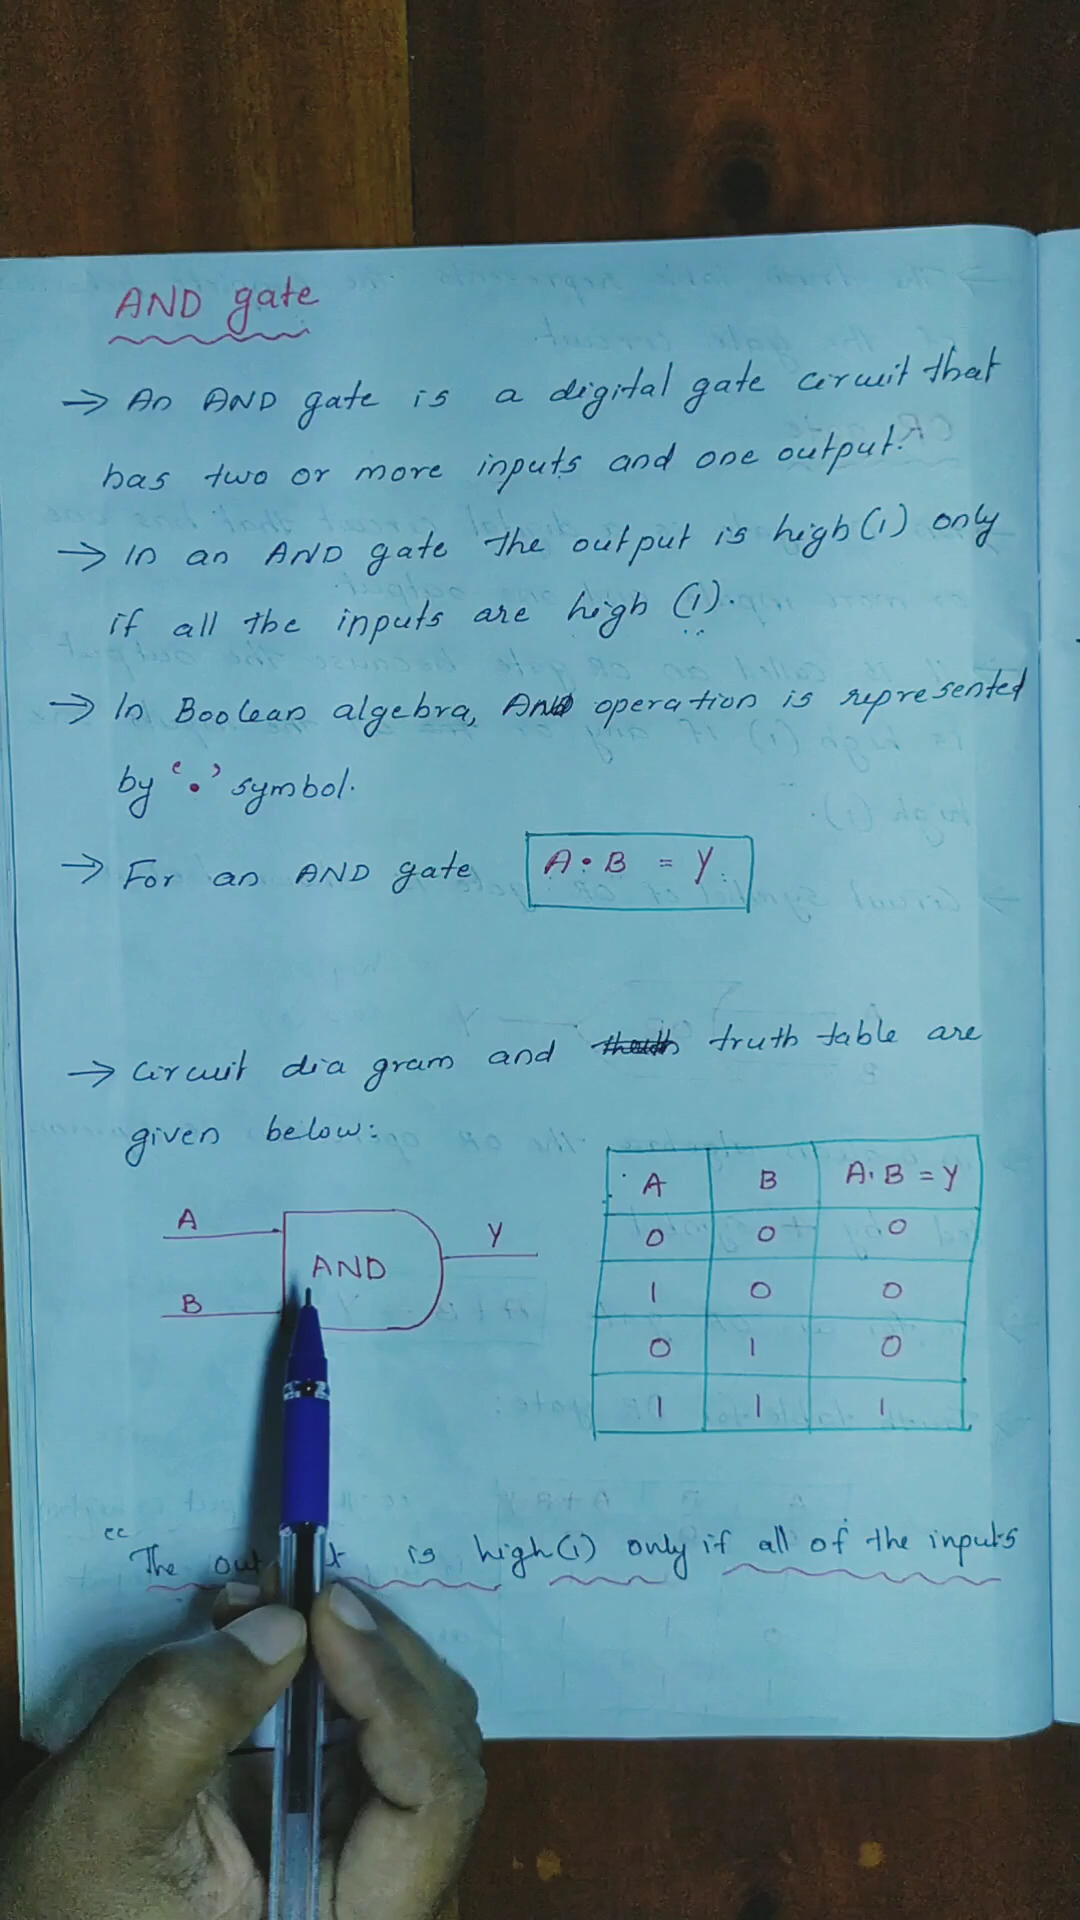 AND gate
→ An AND gate is a digital gate circuit that
has two or more inputs and one output.
→ In an AND gate the output is high (1) only
if all the inputs are high (1).
→ In Boolean algebra, AND operation is represented
by '•' symbol.
→ For an AND gate A • B = Y
→ Circuit dia gram and truth table are
given below:
A B A.B = Y
0 0 0
1 0 0
0 1 0
1 1 1
A
AND
Y
B
"The is high (1) only if all of the inputs